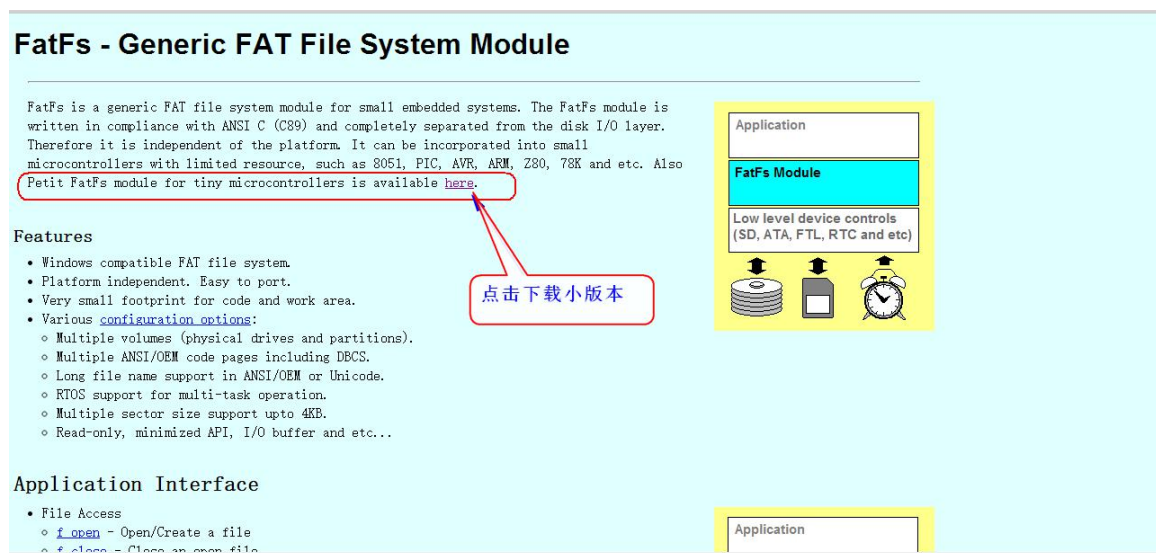 FatFs - Generic FAT File System Module
FatFs is a generic FAT file system module for small embedded systems. The FatFs module is
written in compliance with ANSI C (C89) and completely separated from the disk I/O layer.
Therefore it is independent of the platform. It can be incorporated into small
microcontrollers with limited resource, such as 8051, PIC, AVR, ARM, Z80, 78K and etc. Also
Petit FatFs module for tiny microcontrollers is available here.
Application
FatFs Module
Low level device controls
(SD, ATA, FTL, RTC and etc)
点击下载小版本
Features
• Windows compatible FAT file system.
• Platform independent. Easy to port.
• Very small footprint for code and work area.
• Various configuration options:
○ Multiple volumes (physical drives and partitions).
○ Multiple ANSI/OEM code pages including DBCS.
○ Long file name support in ANSI/OEM or Unicode.
○ RTOS support for multi-task operation.
○ Multiple sector size support upto 4KB.
○ Read-only, minimized API, I/O buffer and etc...
Application Interface
• File Access
○ f_open - Open/Create a file
○ f_close - Close an open file
Application